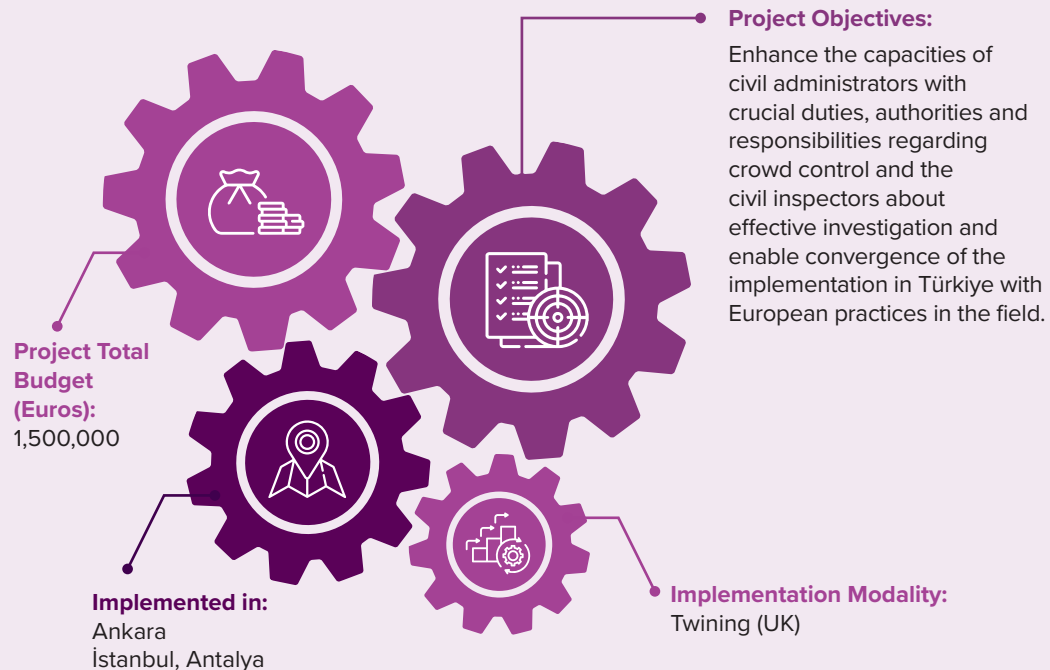 Project Objectives:
Enhance the capacities of
civil administrators with
crucial duties, authorities and
responsibilities regarding
crowd control and the
civil inspectors about
effective investigation and
enable convergence of the
implementation in Türkiye with
European practices in the field.
Project Total
Budget
(Euros):
1,500,000
Implemented in:
Ankara
İstanbul, Antalya
Implementation Modality:
Twining (UK)